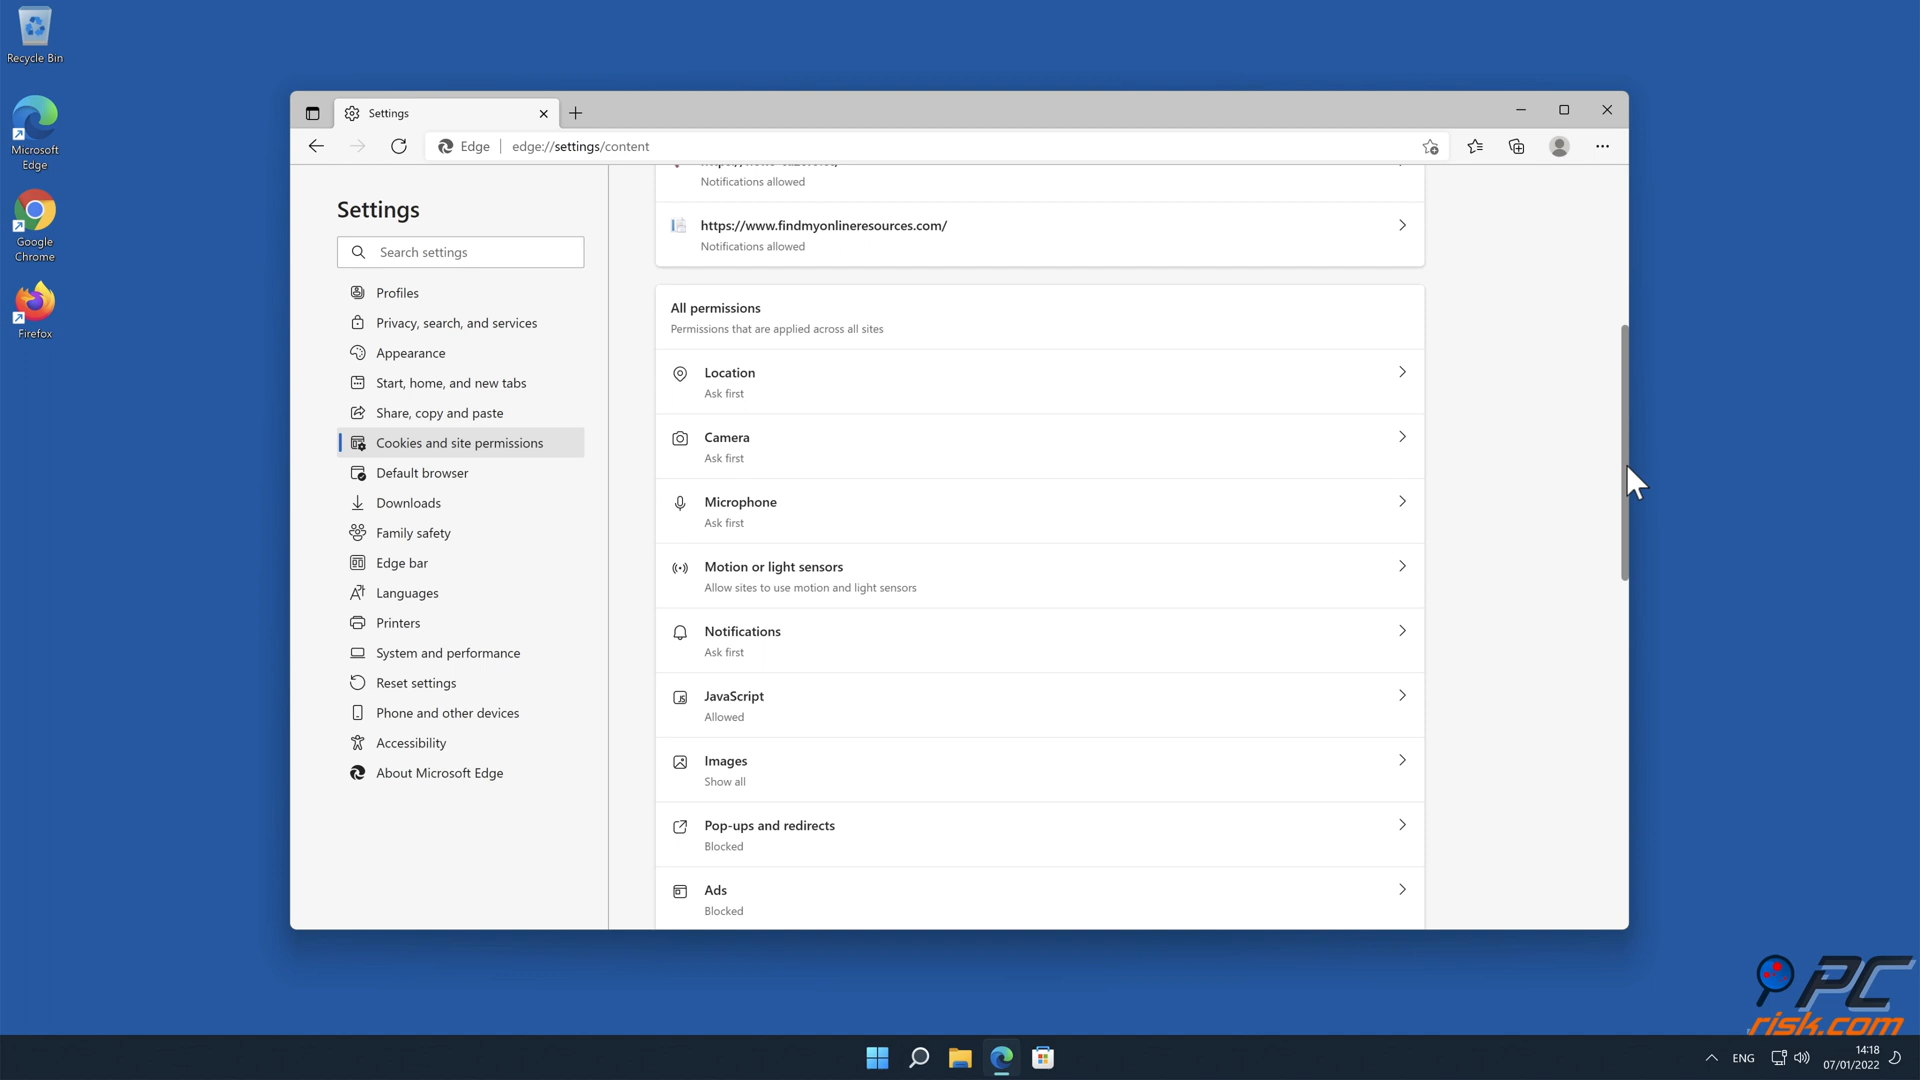 Recycle Bin
Microsoft
Edge
Google
Chrome
Firefox
Settings
Edge
edge://settings/content
Settings
Search settings
Profiles
Privacy, search, and services
Appearance
Start, home, and new tabs
Share, copy and paste
Cookies and site permissions
Default browser
Downloads
Family safety
Edge bar
Languages
Printers
System and performance
Reset settings
Phone and other devices
Accessibility
About Microsoft Edge
Notifications allowed
https://www.findmyonlineresources.com/
Notifications allowed
All permissions
Permissions that are applied across all sites
Location
Ask first
Camera
Ask first
Microphone
Ask first
Motion or light sensors
Allow sites to use motion and light sensors
Notifications
Ask first
JavaScript
Allowed
Images
Show all
Pop-ups and redirects
Blocked
Ads
Blocked
PC
risk.com
ENG
14:18
07/01/2022